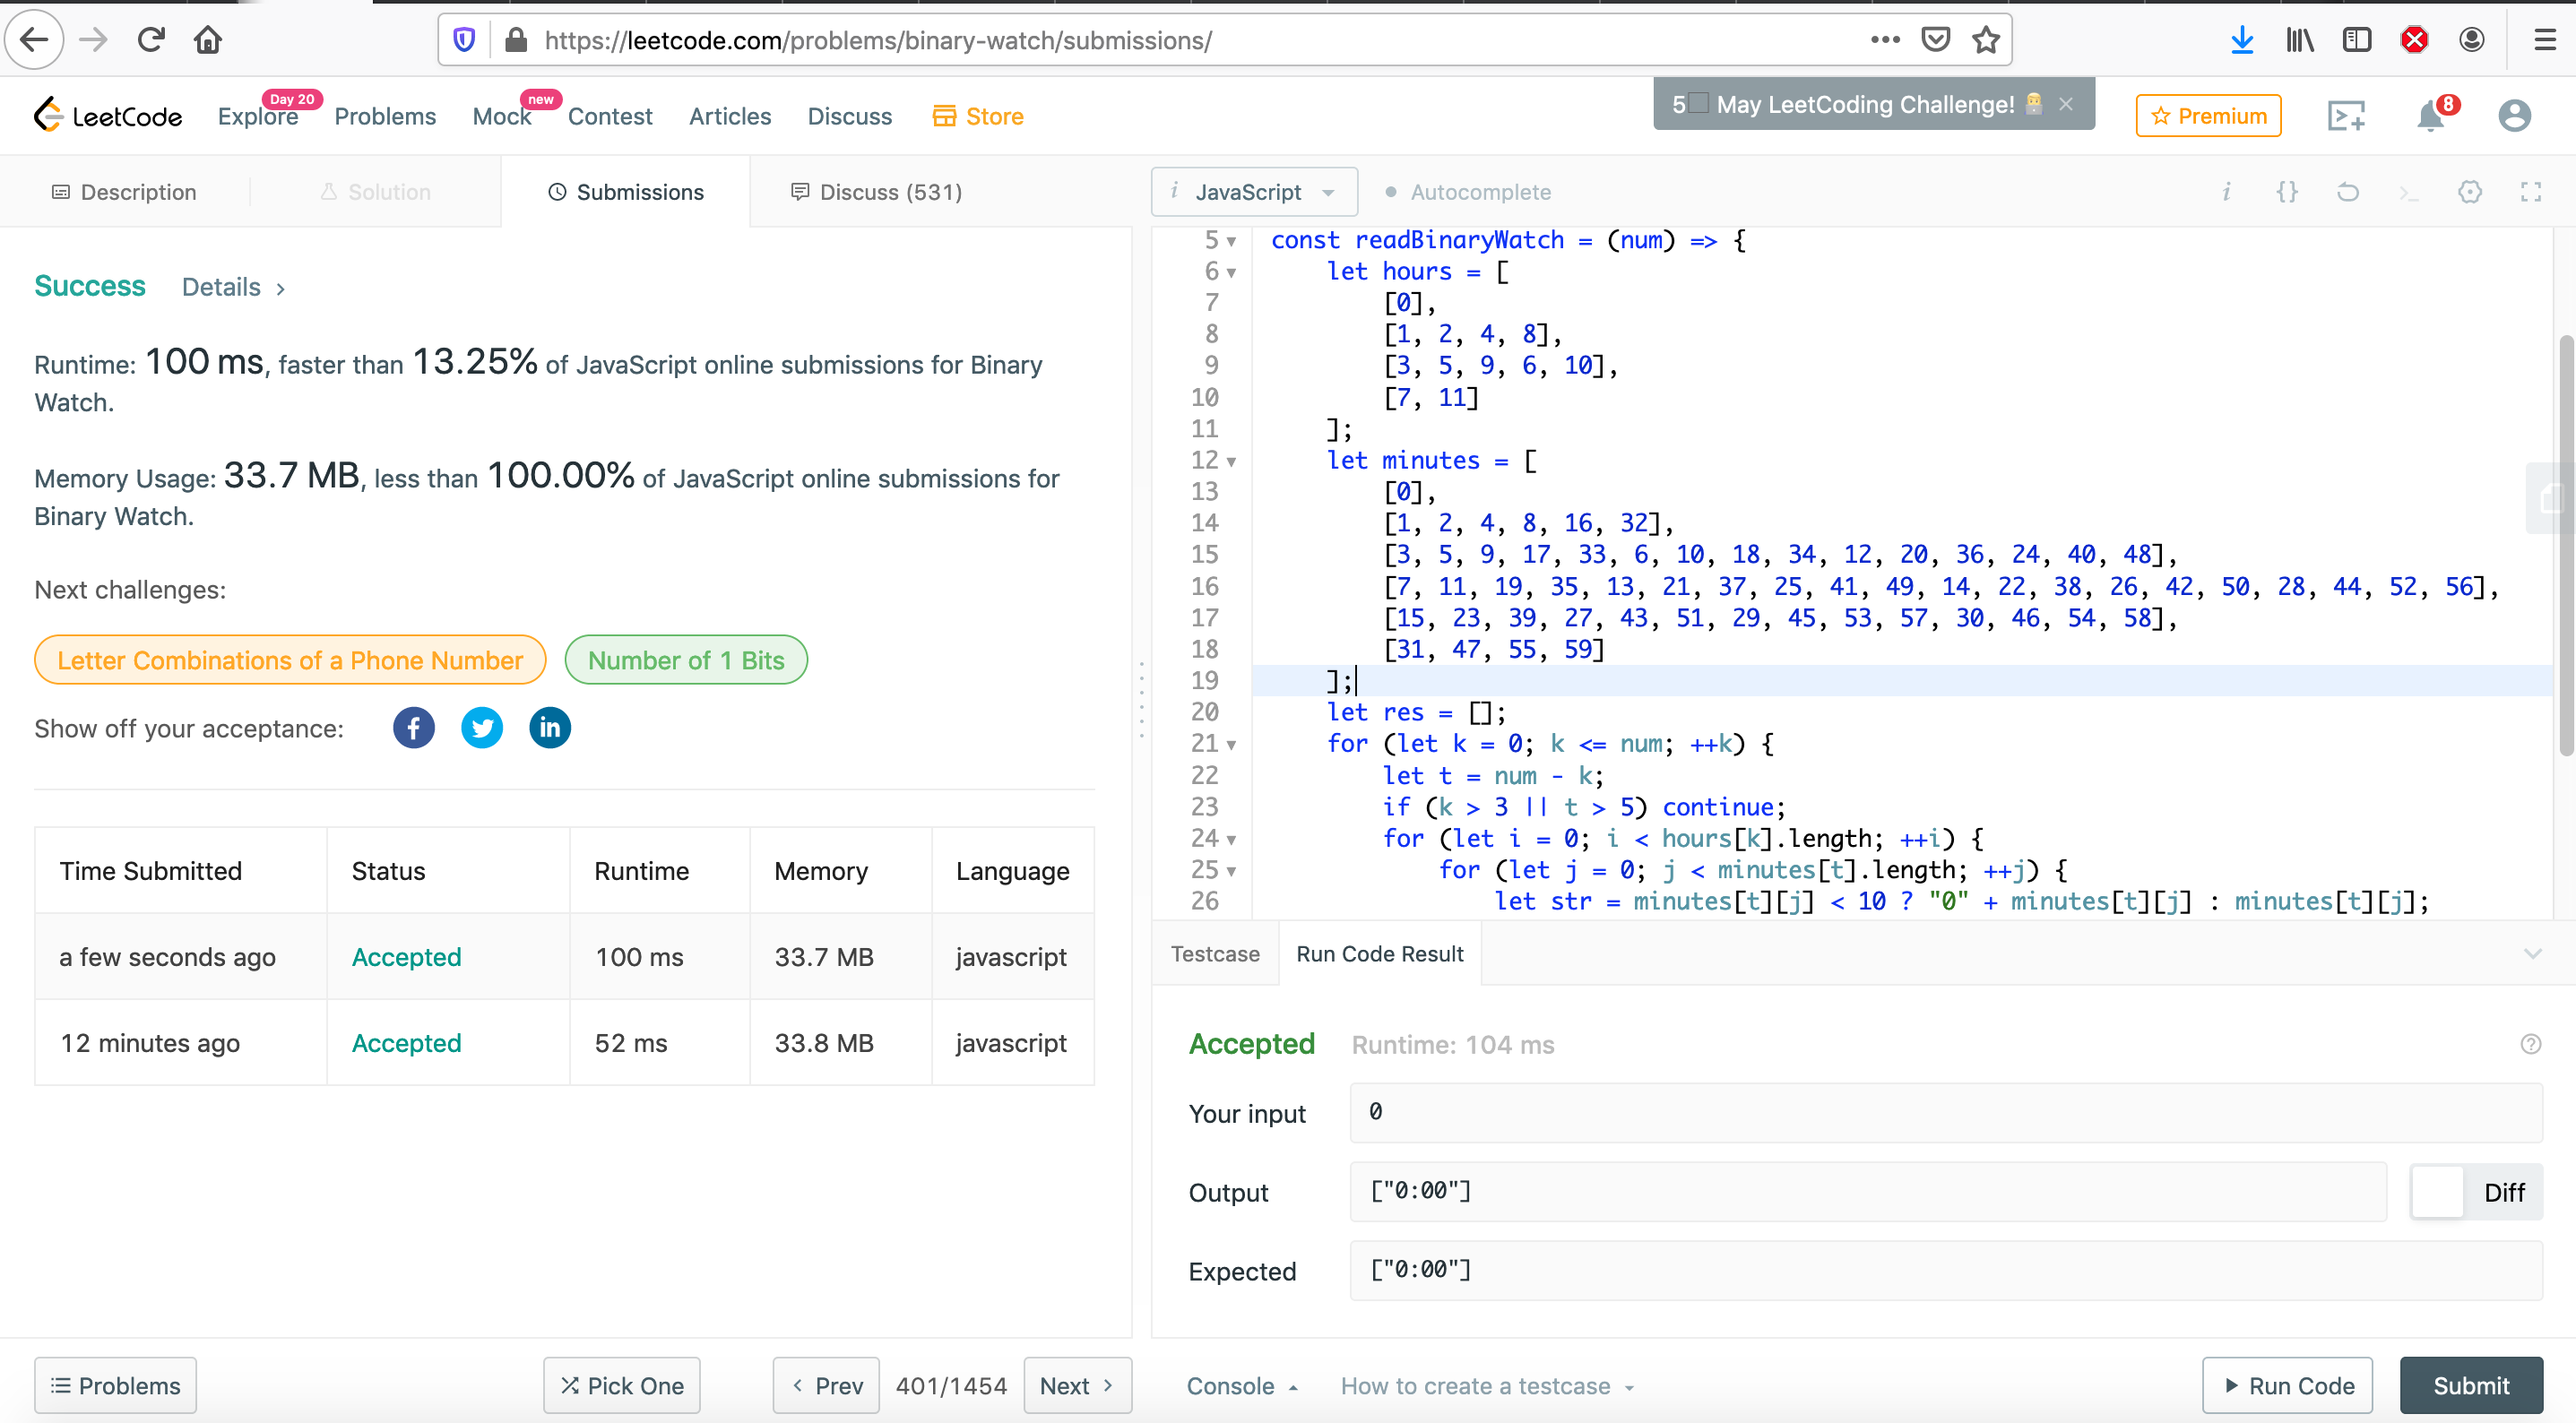 https://leetcode.com/problems/binary-watch/submissions/
LeetCode
Explore
Day 20
Problems
Mock
new
Contest
Articles
Discuss
Store
5 May LeetCoding Challenge!
Premium
8
Description
Solution
Submissions
Discuss (531)
Success
Details
Runtime: 100 ms, faster than 13.25% of JavaScript online submissions for Binary
Watch.
Memory Usage: 33.7 MB, less than 100.00% of JavaScript online submissions for
Binary Watch.
Next challenges:
Letter Combinations of a Phone Number
Number of 1 Bits
Show off your acceptance:
Time Submitted Status Runtime Memory Language
a few seconds ago Accepted 100 ms 33.7 MB javascript
12 minutes ago Accepted 52 ms 33.8 MB javascript
Problems
Pick One
Prev
401/1454
Next
i JavaScript
Autocomplete
5 const readBinaryWatch = (num) => {
6 let hours = [
7 [0],
8 [1, 2, 4, 8],
9 [3, 5, 9, 6, 10],
10 [7, 11]
11 ];
12 let minutes = [
13 [0],
14 [1, 2, 4, 8, 16, 32],
15 [3, 5, 9, 17, 33, 6, 10, 18, 34, 12, 20, 36, 24, 40, 48],
16 [7, 11, 19, 35, 13, 21, 37, 25, 41, 49, 14, 22, 38, 26, 42, 50, 28, 44, 52, 56],
17 [15, 23, 39, 27, 43, 51, 29, 45, 53, 57, 30, 46, 54, 58],
18 [31, 47, 55, 59]
19 ];
20 let res = [];
21 for (let k = 0; k <= num; ++k) {
22 let t = num - k;
23 if (k > 3 || t > 5) continue;
24 for (let i = 0; i < hours[k].length; ++i) {
25 for (let j = 0; j < minutes[t].length; ++j) {
26 let str = minutes[t][j] < 10 ? "0" + minutes[t][j] : minutes[t][j];
Testcase
Run Code Result
Accepted
Runtime: 104 ms
Your input
0
Output
["0:00"]
Diff
Expected
["0:00"]
Console
How to create a testcase
Run Code
Submit